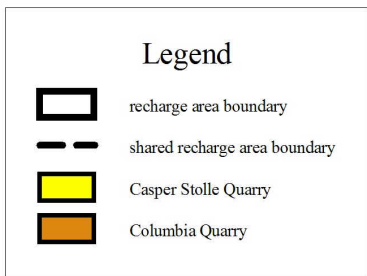 Legend
recharge area boundary
shared recharge area boundary
Casper Stolle Quarry
Columbia Quarry